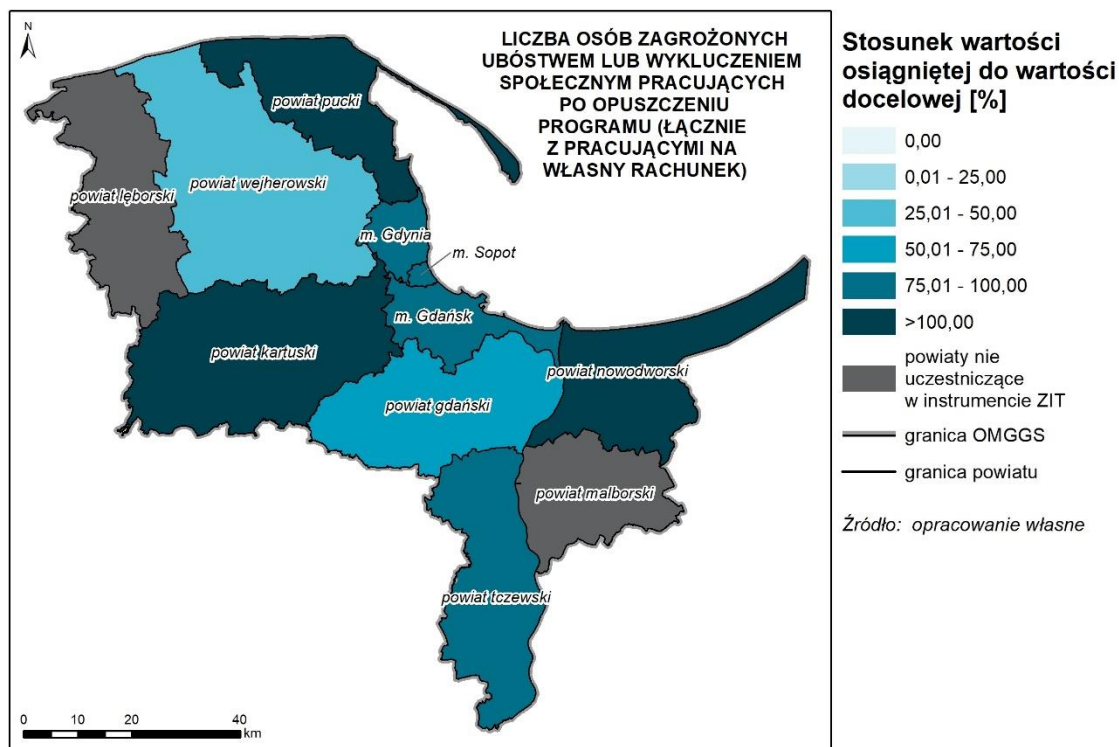 N
LICZBA OSÓB ZAGROŻONYCH
UBÓSTWEM LUB WYKLUCZENIEM
SPOŁECZNYM PRACUJĄCYCH
PO OPUSZCZENIU
PROGRAMU (ŁĄCZNIE
Z PRACUJĄCYMI NA
WŁASNY RACHUNEK)
powiat pucki
powiat wejherowski
powiat lęborski
m. Gdynia
m. Sopot
m. Gdańsk
powiat kartuski
powiat nowodworski
powiat gdański
powiat malborski
powiat tczewski
0 5 10 20 40
km
Stosunek wartości
osiągniętej do wartości
docelowej [%]
0,00
0,01 - 25,00
25,01 - 50,00
50,01 - 75,00
75,01 - 100,00
>100,00
powiaty nie
uczestniczące
w instrumencie ZIT
granica OMGGS
granica powiatu
Źródło: opracowanie własne